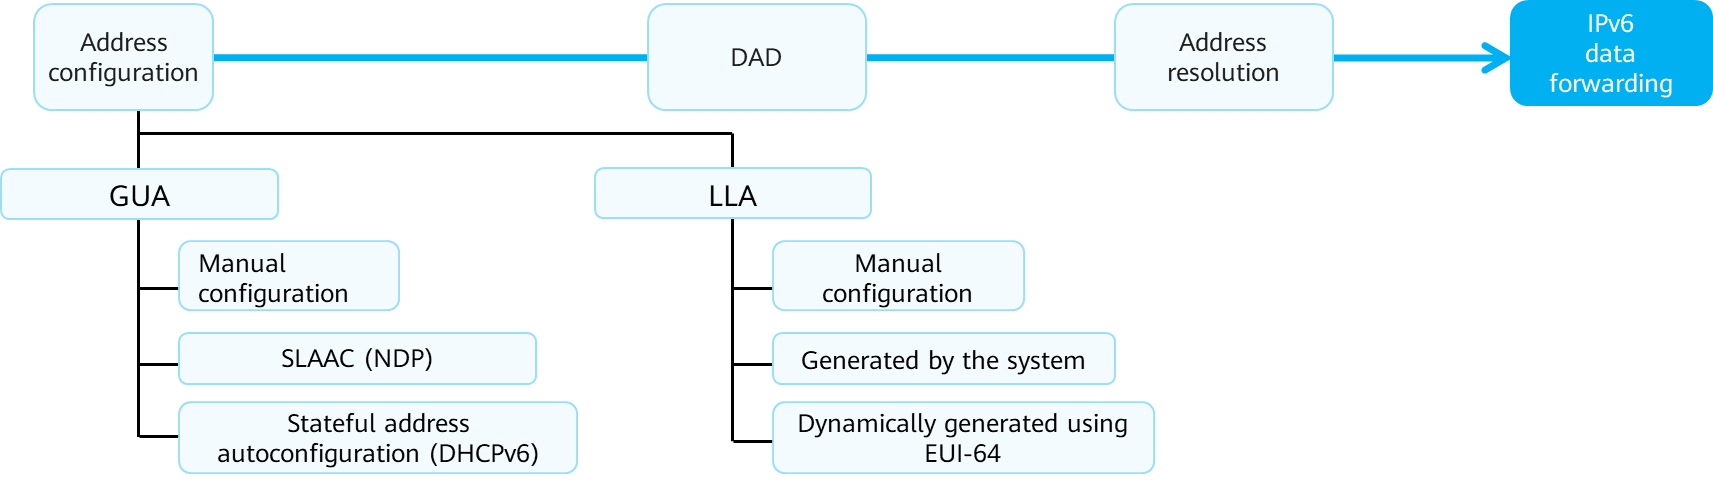 Address
configuration
DAD
Address
resolution
IPv6
data
forwarding
GUA
LLA
Manual
configuration
SLAAC (NDP)
Stateful address
autoconfiguration (DHCPv6)
Manual
configuration
Generated by the system
Dynamically generated using
EUI-64